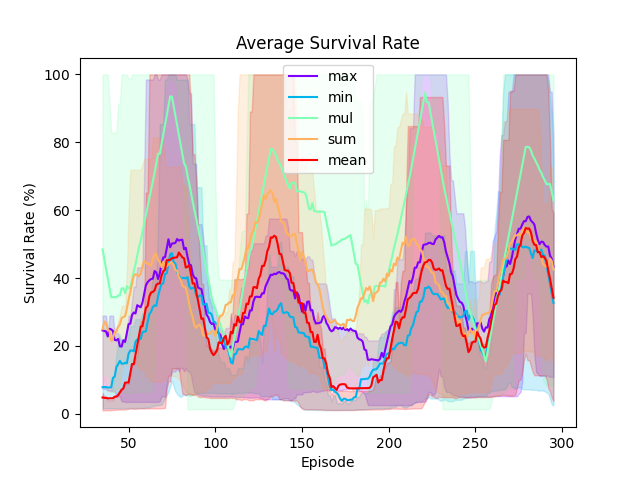 Average Survival Rate
100
80
60
40
20
0
Survival Rate (%)
max
min
mul
sum
mean
50
100
150
200
250
300
Episode